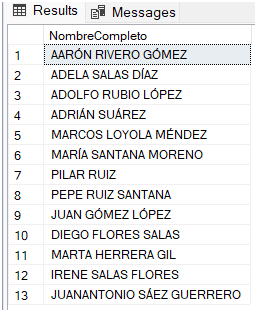 Results Messages
NombreCompleto
1 AARÓN RIVERO GÓMEZ
2 ADELA SALAS DÍAZ
3 ADOLFO RUBIO LÓPEZ
4 ADRIÁN SUÁREZ
5 MARCOS LOYOLA MÉNDEZ
6 MARÍA SANTANA MORENO
7 PILAR RUIZ
8 PEPE RUIZ SANTANA
9 JUAN GÓMEZ LÓPEZ
10 DIEGO FLORES SALAS
11 MARTA HERRERA GIL
12 IRENE SALAS FLORES
13 JUANANTONIO SÁEZ GUERRERO